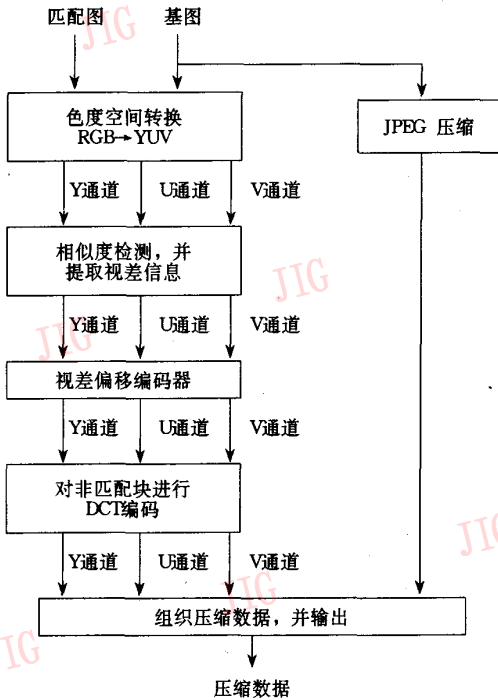 匹配图
基图
色度空间转换
RGB→YUV
JPEG 压缩
Y通道
U通道
V通道
相似度检测，并
提取视差信息
Y通道
U通道
V通道
视差偏移编码器
Y通道
U通道
V通道
对非匹配块进行
DCT编码
Y通道
U通道
V通道
组织压缩数据，并输出
压缩数据
JIG
JIG
JIG
JIG
JIG
IG